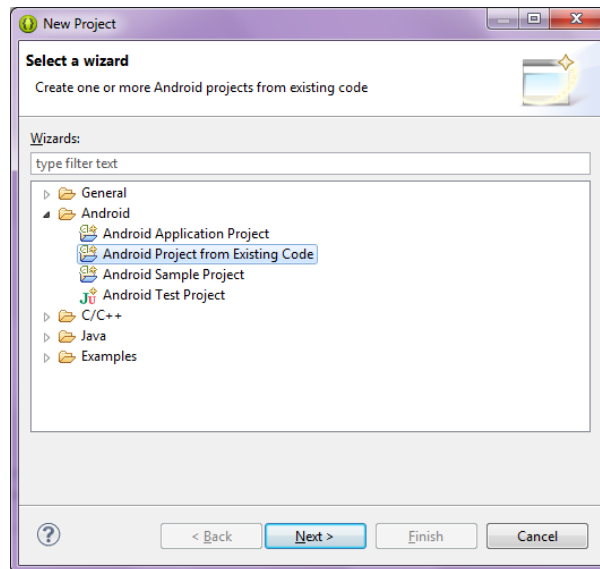 New Project
Select a wizard
Create one or more Android projects from existing code
Wizards:
type filter text
General
Android
Android Application Project
Android Project from Existing Code
Android Sample Project
Android Test Project
C/C++
Java
Examples
< Back Next > Finish Cancel